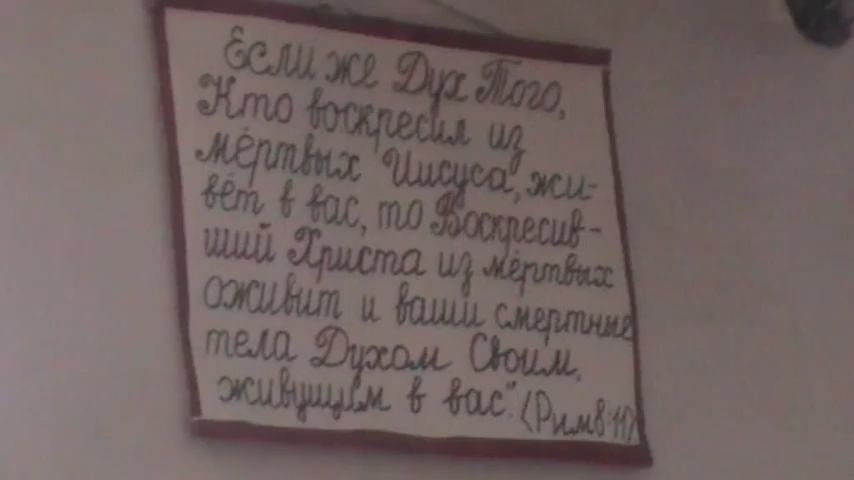 Если же Дух Того,
Кто воскресил из
мёртвых Иисуса, жи-
вёт в вас, то Воскресив-
ший Христа из мёртвых
оживит и ваши смертные
тела Духом Своим,
живущим в вас". (Рим 8:11)